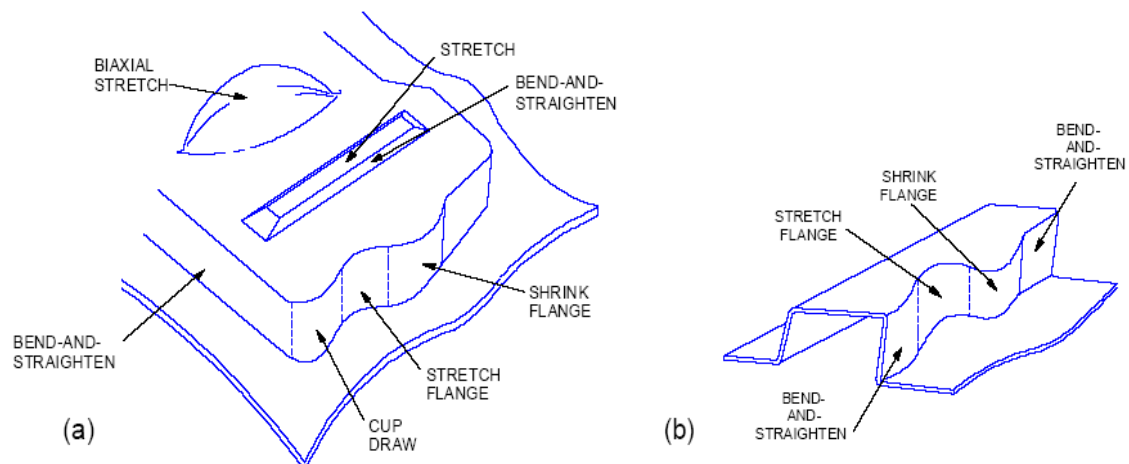 BIAXIAL
STRETCH
STRETCH
BEND-AND-
STRAIGHTEN
BEND-AND-
STRAIGHTEN
SHRINK
FLANGE
STRETCH
FLANGE
CUP
DRAW
(a)
BEND-
AND-
STRAIGHTEN
SHRINK
FLANGE
STRETCH
FLANGE
BEND-
AND-
STRAIGHTEN
(b)